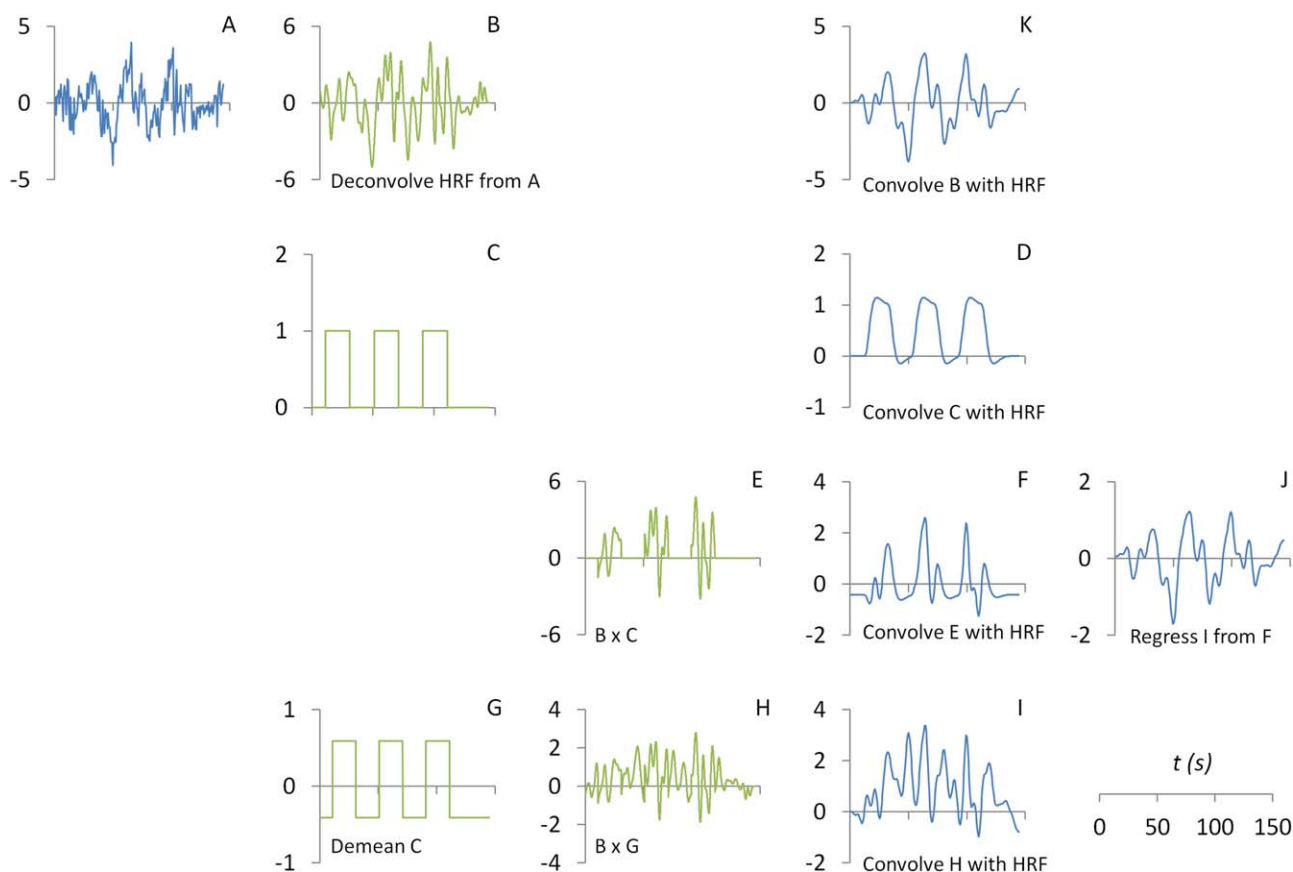 A
5
0
-5
B
6
0
-6
Deconvolve HRF from A
K
5
0
-5
Convolve B with HRF
C
2
1
0
D
2
1
0
-1
Convolve C with HRF
E
6
0
-6
B x C
F
4
2
0
-2
Convolve E with HRF
J
2
0
-2
Regress I from F
G
1
0
-1
Demean C
H
4
2
0
-2
-4
B x G
I
4
2
0
-2
Convolve H with HRF
t (s)
0 50 100 150